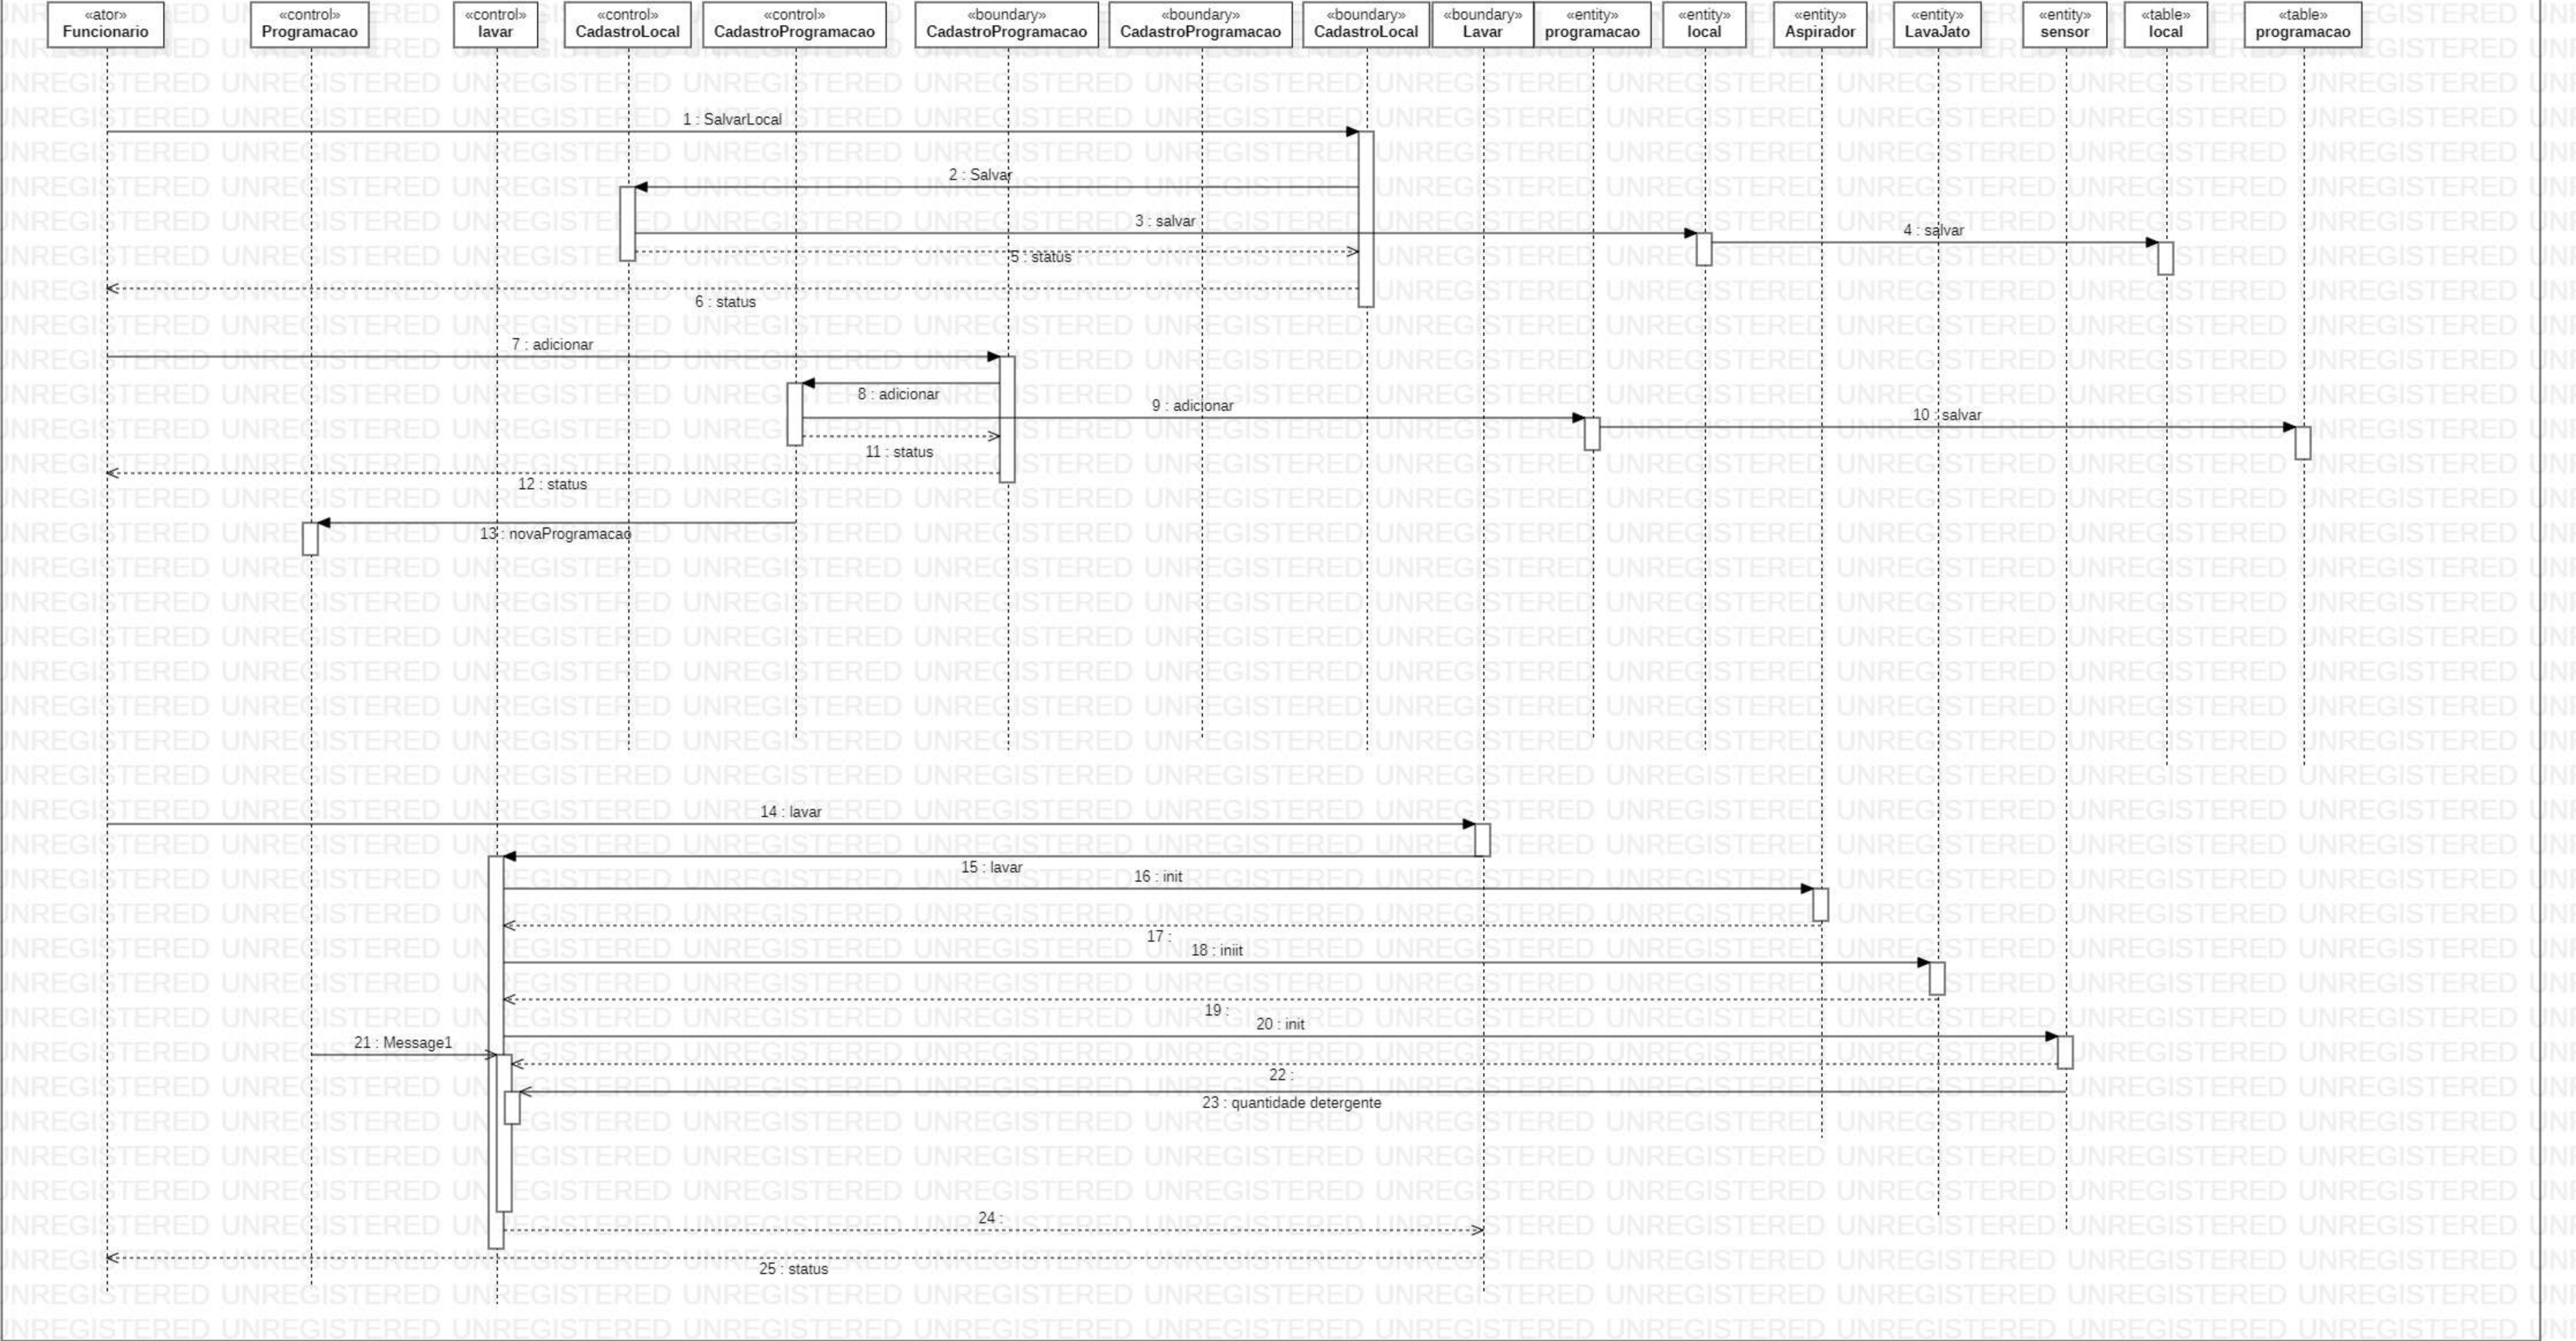 «ator» «control» «control» «control» «control» «boundary» «boundary» «boundary» «boundary» «entity» «entity» «entity» «entity» «entity» «table» «table»
Funcionario Programacao lavar CadastroLocal CadastroProgramacao CadastroProgramacao CadastroProgramacao CadastroLocal Lavar programacao local Aspirador LavaJato sensor local programacao
1 : SalvarLocal
2 : Salvar
3 : salvar
4 : salvar
5 : status
6 : status
7 : adicionar
8 : adicionar
9 : adicionar
10 : salvar
11 : status
12 : status
13 : novaProgramacao
14 : lavar
15 : lavar
16 : init
17 :
18 : iniit
19 :
20 : init
21 : Message1
22 :
23 : quantidade detergente
24 :
25 : status
UNREGISTERED